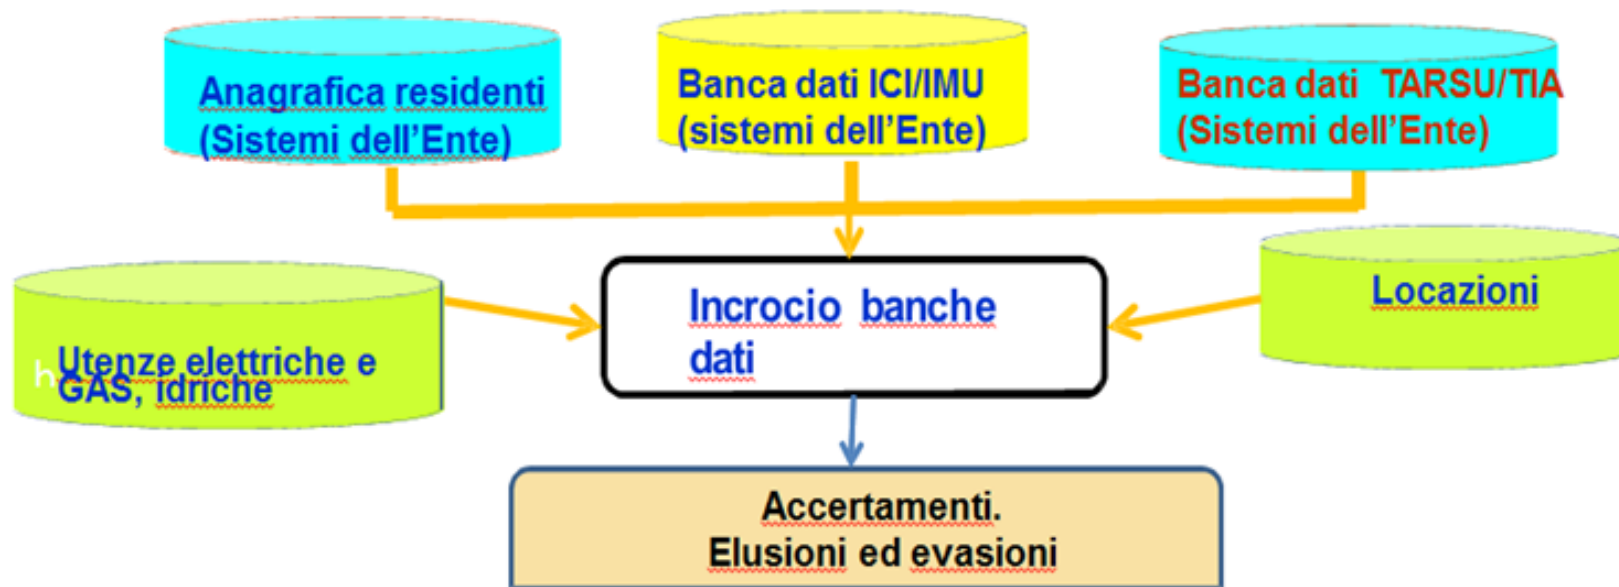 Anagrafica residenti
(Sistemi dell'Ente)
Banca dati ICI/IMU
(sistemi dell'Ente)
Banca dati TARSU/TIA
(Sistemi dell'Ente)
Utenze elettriche e
GAS, idriche
h
Incrocio banche
dati
Locazioni
Accertamenti.
Elusioni ed evasioni